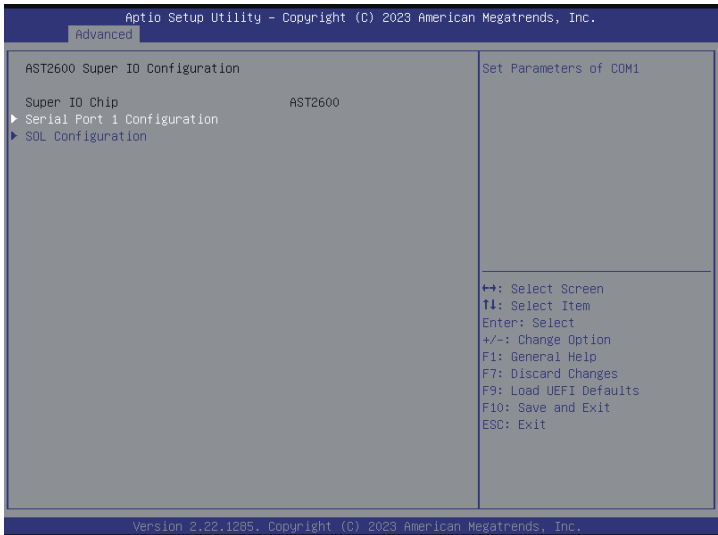 Aptio Setup Utility – Copyright (C) 2023 American Megatrends, Inc.
Advanced
AST2600 Super IO Configuration
Super IO Chip AST2600
Serial Port 1 Configuration
SOL Configuration
Set Parameters of COM1
↔: Select Screen
↑↓: Select Item
Enter: Select
+/-: Change Option
F1: General Help
F7: Discard Changes
F9: Load UEFI Defaults
F10: Save and Exit
ESC: Exit
Version 2.22.1285. Copyright (C) 2023 American Megatrends, Inc.